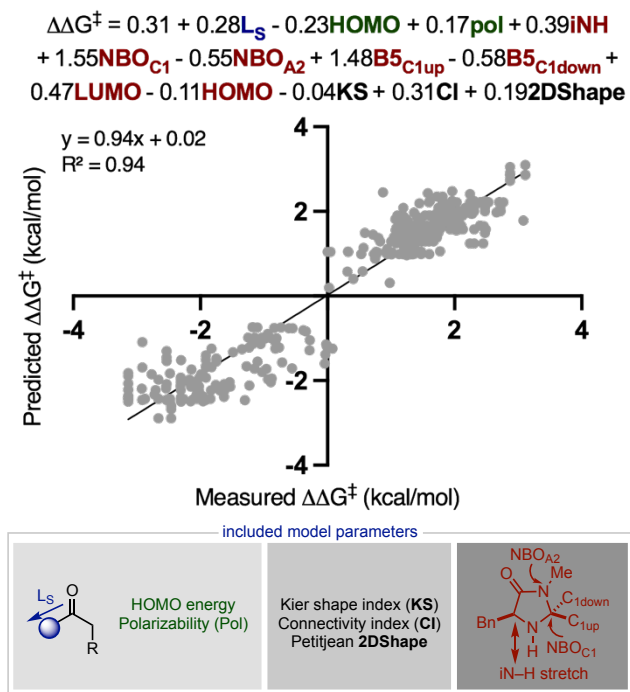 ΔΔG‡ = 0.31 + 0.28LS - 0.23HOMO + 0.17pol + 0.39iNH
+ 1.55NBOC1 - 0.55NBOA2 + 1.48B5C1up - 0.58B5C1down +
0.47LUMO - 0.11HOMO - 0.04KS + 0.31CI + 0.192DShape
y = 0.94x + 0.02
R² = 0.94
4
2
-4
-2
2
4
-2
-4
Predicted ΔΔG‡ (kcal/mol)
Measured ΔΔG‡ (kcal/mol)
included model parameters
LS
O
R
HOMO energy
Polarizability (Pol)
Kier shape index (KS)
Connectivity index (CI)
Petitjean 2DShape
NBOA2
O
Me
N
C1down
C1up
Bn
N
H
NBOC1
iN–H stretch